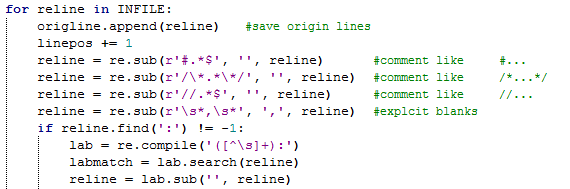 for reline in INFILE:
    origline.append(reline)   #save origin lines
    linepos += 1
    reline = re.sub(r'#.*$', '', reline)      #comment like    #...
    reline = re.sub(r'/\*.*\*/', '', reline)  #comment like    /*...*/
    reline = re.sub(r'//.*$', '', reline)     #comment like    //...
    reline = re.sub(r'\s*,\s*', ',', reline)  #explcit blanks
    if reline.find(':') != -1:
        lab = re.compile('([^\s]+):')
        labmatch = lab.search(reline)
        reline = lab.sub('', reline)